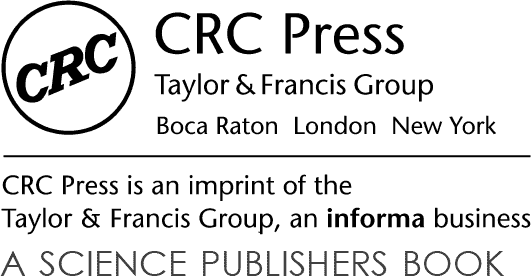 CRC
CRC Press
Taylor & Francis Group
Boca Raton London New York
CRC Press is an imprint of the
Taylor & Francis Group, an informa business
A SCIENCE PUBLISHERS BOOK